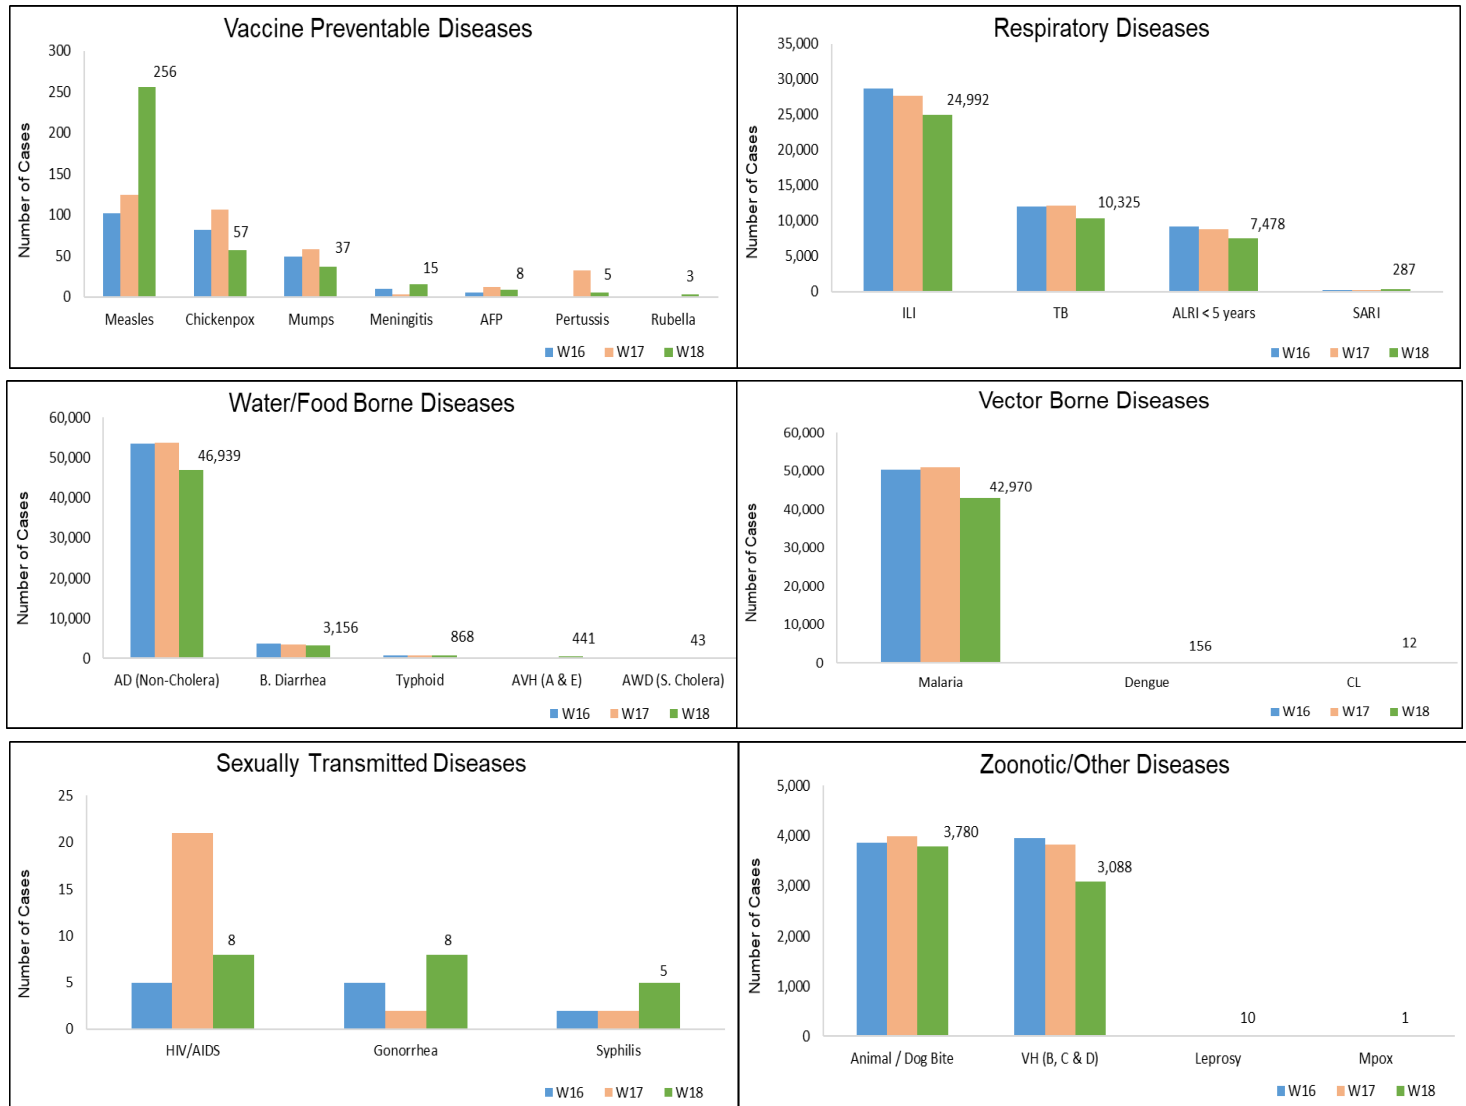 Vaccine Preventable Diseases
300
250
200
150
100
50
0
Number of Cases
256
57
37
15
8
5
3
Measles Chickenpox Mumps Meningitis AFP Pertussis Rubella
W16 W17 W18
Respiratory Diseases
35,000
30,000
25,000
20,000
15,000
10,000
5,000
0
Number of Cases
24,992
10,325
7,478
287
ILI TB ALRI < 5 years SARI
W16 W17 W18
Water/Food Borne Diseases
60,000
50,000
40,000
30,000
20,000
10,000
0
Number of Cases
46,939
3,156
868
441
43
AD (Non-Cholera) B. Diarrhea Typhoid AVH (A & E) AWD (S. Cholera)
W16 W17 W18
Vector Borne Diseases
60,000
50,000
40,000
30,000
20,000
10,000
0
Number of Cases
42,970
156
12
Malaria Dengue CL
W16 W17 W18
Sexually Transmitted Diseases
25
20
15
10
5
0
Number of Cases
8
8
5
HIV/AIDS Gonorrhea Syphilis
W16 W17 W18
Zoonotic/Other Diseases
5,000
4,000
3,000
2,000
1,000
0
Number of Cases
3,780
3,088
10
1
Animal / Dog Bite VH (B, C & D) Leprosy Mpox
W16 W17 W18